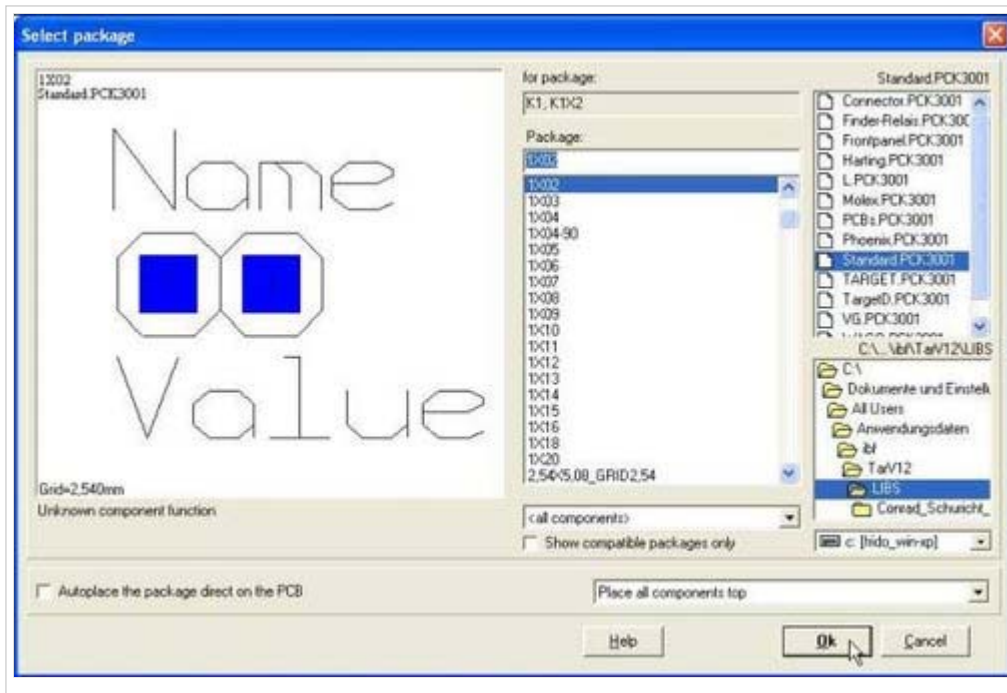 Select package
1X02
Standard.PCK3001
Name
Value
Grid=2,540mm
Unknown component function
for package:
K1, K1X2
Package:
1X02
1X02
1X03
1X04
1X04-90
1X05
1X06
1X07
1X08
1X09
1X10
1X11
1X12
1X13
1X14
1X15
1X16
1X18
1X20
2,54X5,08_GRID2,54
<all components>
Show compatible packages only
Standard.PCK3001
Connector.PCK3001
Finder-Relais.PCK300
Frontpanel.PCK3001
Harting.PCK3001
L.PCK3001
Molex.PCK3001
PCBs.PCK3001
Phoenix.PCK3001
Standard.PCK3001
TARGET.PCK3001
TargetD.PCK3001
VG.PCK3001
C:\...\ibf\TarV12\LIBS
C:\
Dokumente und Einstell
All Users
Anwendungsdaten
ibf
TarV12
LIBS
Conrad_Schuricht_
c: [hido_win-xp]
Autoplace the package direct on the PCB
Place all components top
Help
Ok
Cancel